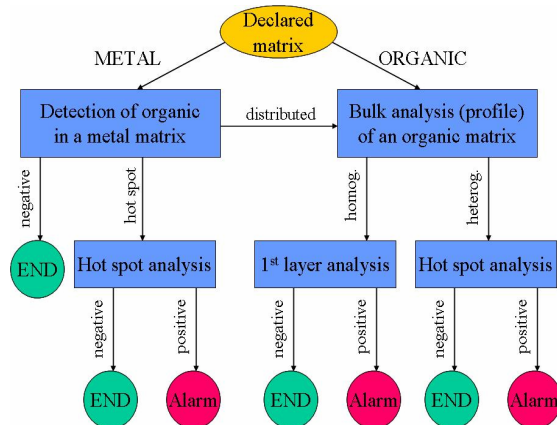 Declared
matrix
METAL
ORGANIC
Detection of organic
in a metal matrix
distributed
Bulk analysis (profile)
of an organic matrix
negative
hot spot
homog.
heterog.
END
Hot spot analysis
1st layer analysis
Hot spot analysis
negative
positive
negative
positive
negative
positive
END
Alarm
END
Alarm
END
Alarm